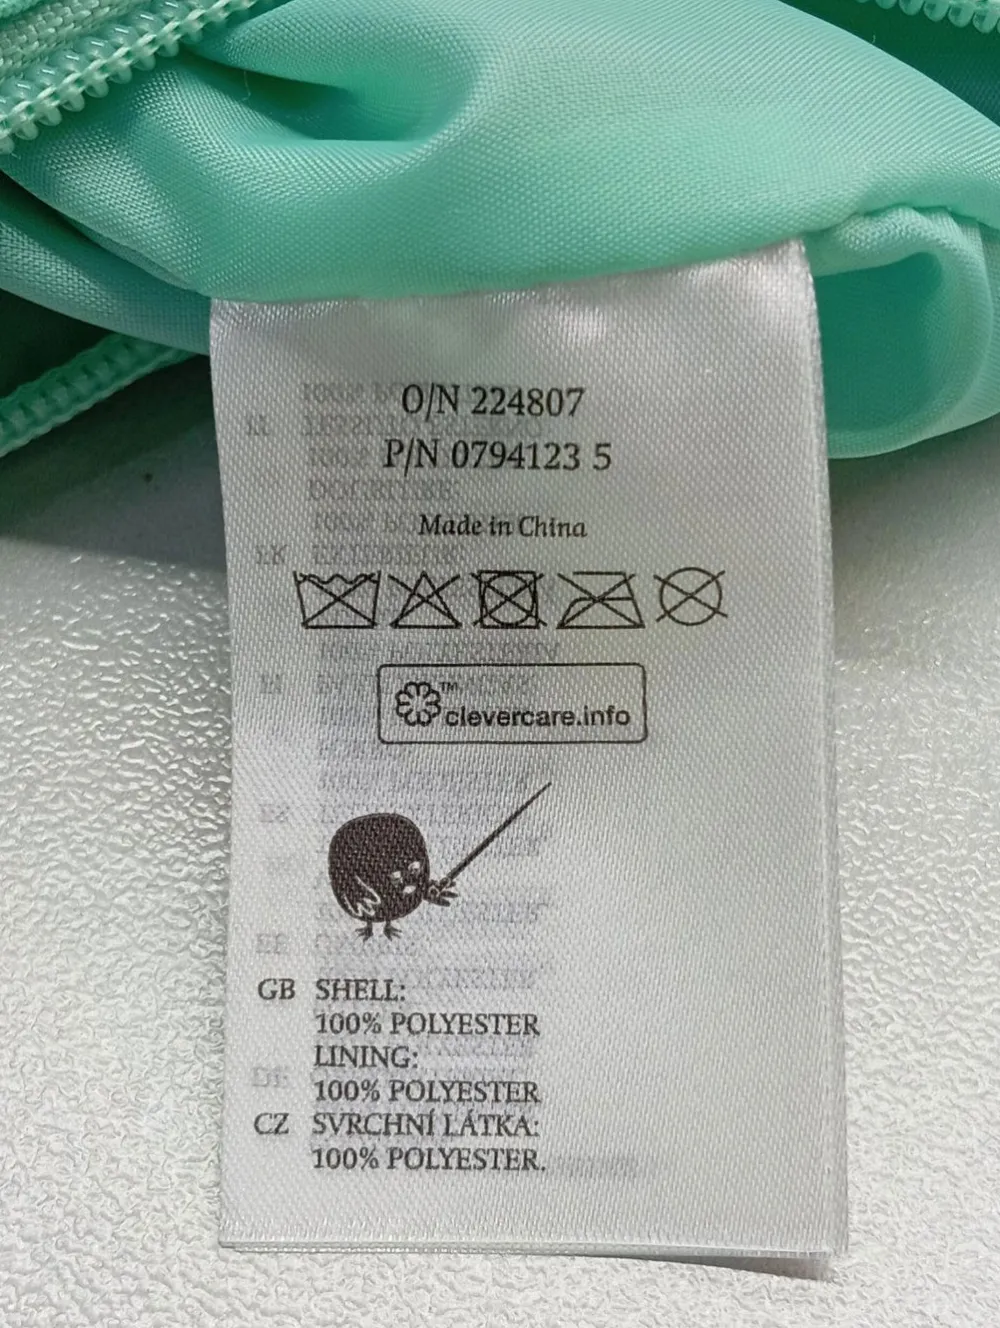 O/N 224807
P/N 0794123 5
Made in China
™
clevercare.info
GB SHELL:
100% POLYESTER
LINING:
100% POLYESTER
CZ SVRCHNÍ LÁTKA:
100% POLYESTER.